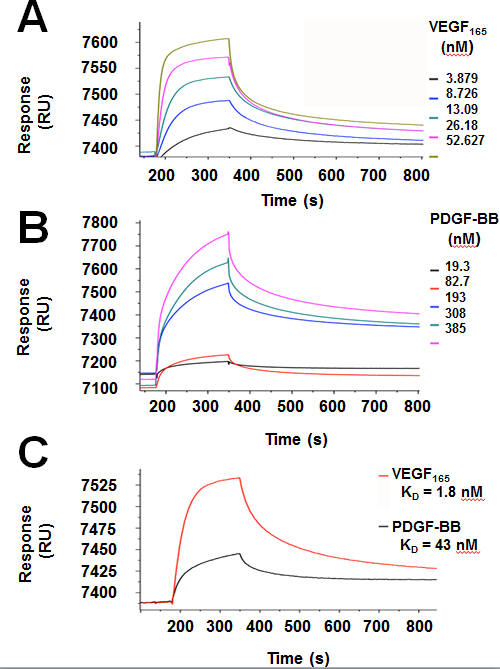 A
VEGF165
(nM)
3.879
8.726
13.09
26.18
52.627
Response
(RU)
7600
7550
7500
7450
7400
200 300 400 500 600 700 800
Time (s)
B
PDGF-BB
(nM)
19.3
82.7
193
308
385
Response
(RU)
7800
7700
7600
7500
7400
7300
7200
7100
200 300 400 500 600 700 800
Time (s)
C
VEGF165
KD = 1.8 nM
PDGF-BB
KD = 43 nM
Response
(RU)
7525
7500
7475
7450
7425
7400
200 300 400 500 600 700 800
Time (s)